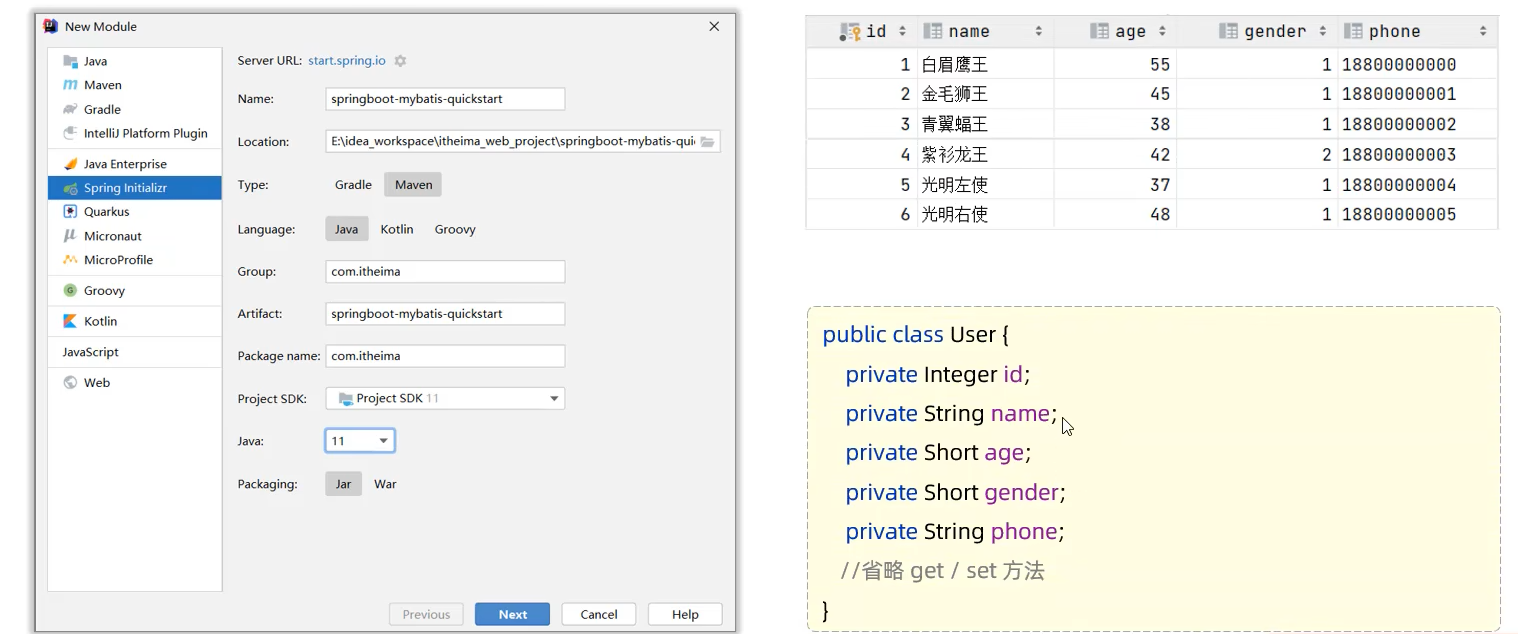 New Module
Java
Maven
Gradle
IntelliJ Platform Plugin
Java Enterprise
Spring Initializr
Quarkus
Micronaut
MicroProfile
Groovy
Kotlin
JavaScript
Web
Server URL: start.spring.io
Name: springboot-mybatis-quickstart
Location: E:\idea_workspace\itheima_web_project\springboot-mybatis-qui
Type: Gradle Maven
Language: Java Kotlin Groovy
Group: com.itheima
Artifact: springboot-mybatis-quickstart
Package name: com.itheima
Project SDK: Project SDK 11
Java: 11
Packaging: Jar War
Previous Next Cancel Help
id name age gender phone
1 白眉鹰王 55 1 18800000000
2 金毛狮王 45 1 18800000001
3 青翼蝠王 38 1 18800000002
4 紫衫龙王 42 2 18800000003
5 光明左使 37 1 18800000004
6 光明右使 48 1 18800000005
public class User {
private Integer id;
private String name;
private Short age;
private Short gender;
private String phone;
//省略 get / set 方法
}